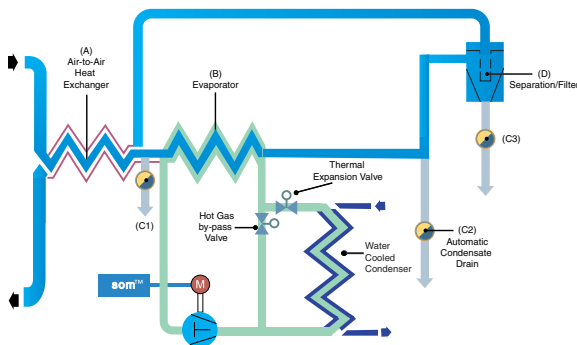 (A)
Air-to-Air
Heat
Exchanger
(B)
Evaporator
(D)
Separation/Filter
(C3)
(C1)
Thermal
Expansion Valve
Hot Gas
by-pass
Valve
Water
Cooled
Condenser
(C2)
Automatic
Condensate
Drain
som™
M